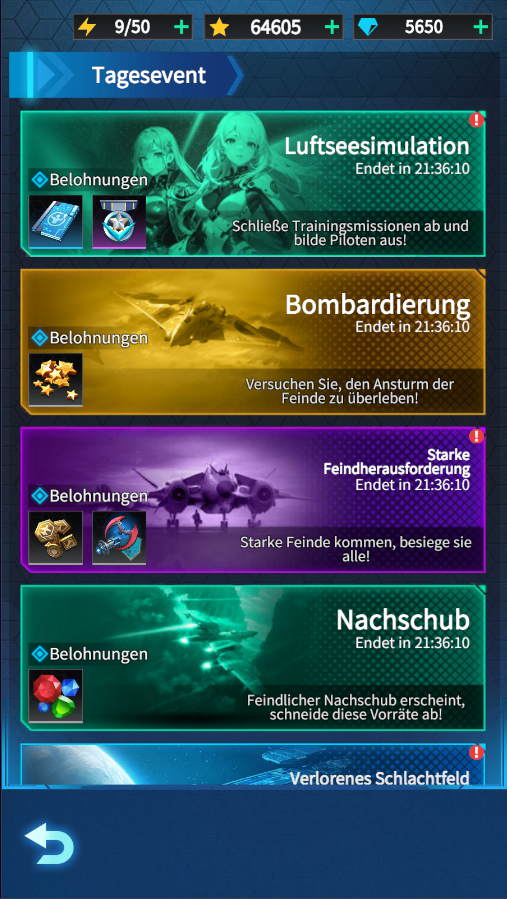 9/50
64605
5650
Tagesevent
Luftseesimulation
Endet in 21:36:10
Belohnungen
Schließe Trainingsmissionen ab und
bilde Piloten aus!
Bombardierung
Endet in 21:36:10
Belohnungen
Versuchen Sie, den Ansturm der
Feinde zu überleben!
Starke
Feindherausforderung
Endet in 21:36:10
Belohnungen
Starke Feinde kommen, besiege sie
alle!
Nachschub
Endet in 21:36:10
Belohnungen
Feindlicher Nachschub erscheint,
schneide diese Vorräte ab!
Verlorenes Schlachtfeld